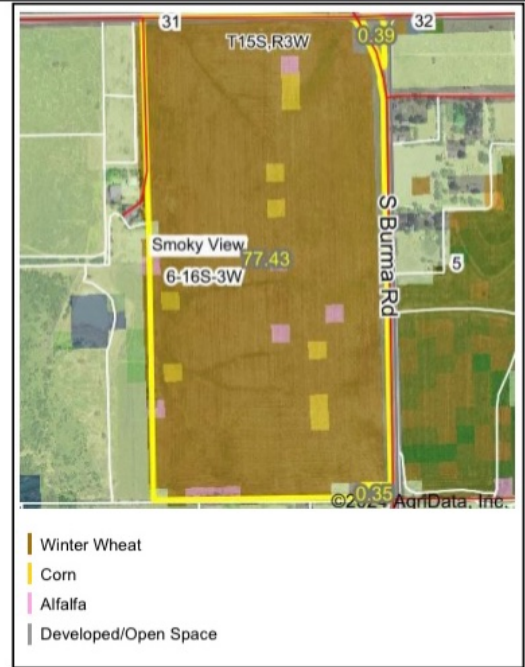 31
32
0.39
T15S,R3W
S Burma Rd
Smoky View
77.43
5
6-16S-3W
0.35
©2024 AgriData, Inc.
Winter Wheat
Corn
Alfalfa
Developed/Open Space